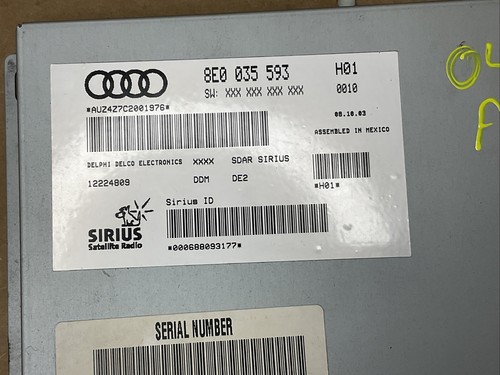 8E0 035 593 H01
SW: XXX XXX XXX XXX 0010
*AUZ4Z7C2001976*
08.10.03
ASSEMBLED IN MEXICO
DELPHI DELCO ELECTRONICS XXXX SDAR SIRIUS
12224809 DDM DE2
*H01*
Sirius ID
SIRIUS
Satellite Radio
*000688093177*
SERIAL NUMBER